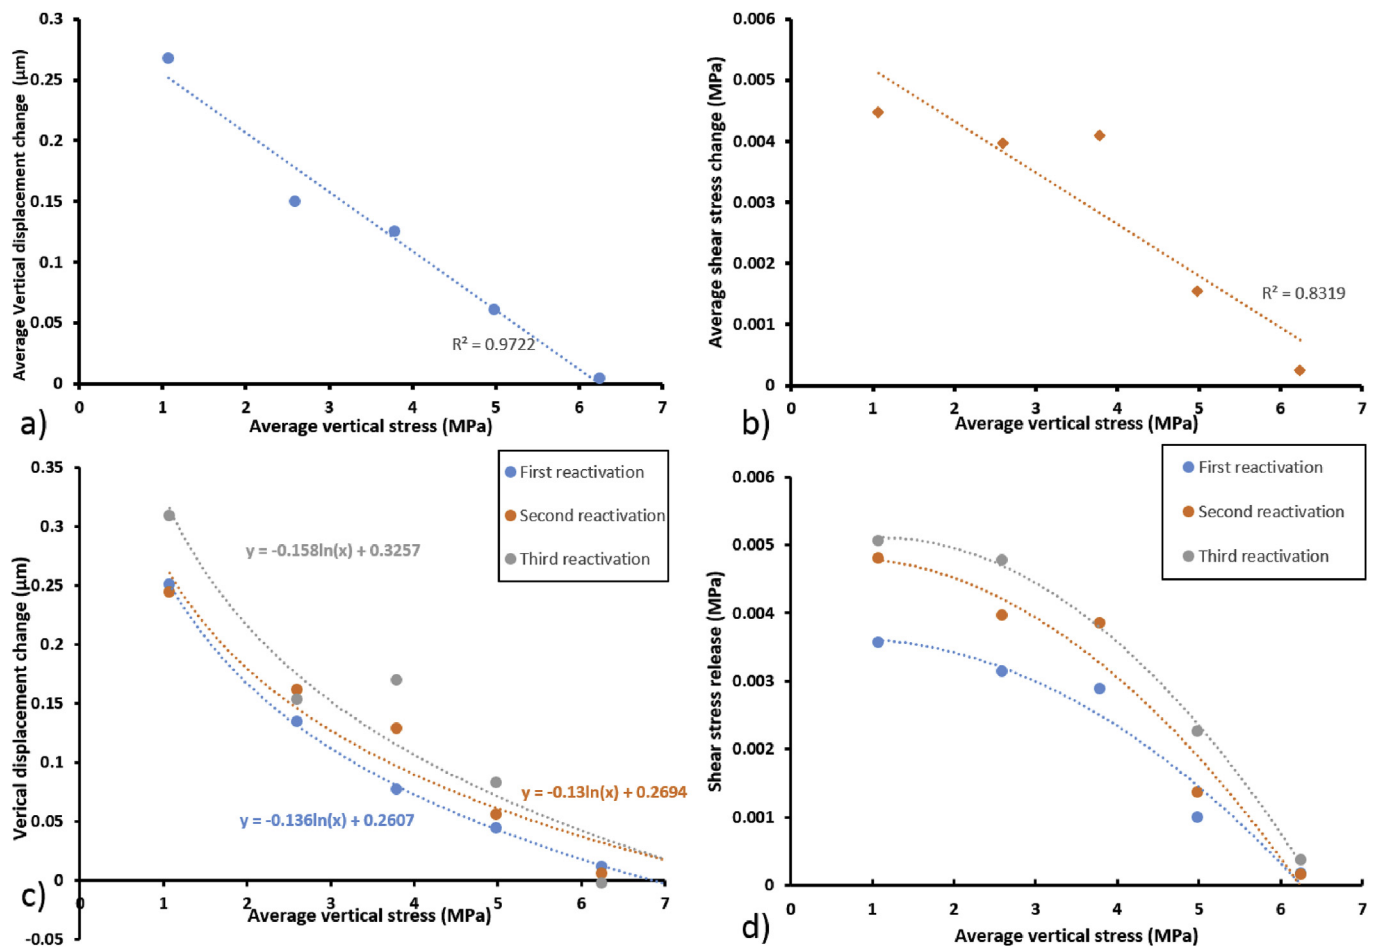 0.3
0.25
0.2
0.15
0.1
0.05
0
0 1 2 3 4 5 6 7
Average Vertical displacement change (µm)
Average vertical stress (MPa)
R² = 0.9722
a)
0.006
0.005
0.004
0.003
0.002
0.001
0
0 1 2 3 4 5 6 7
Average shear stress change (MPa)
Average vertical stress (MPa)
R² = 0.8319
b)
0.35
0.3
0.25
0.2
0.15
0.1
0.05
0
-0.05
0 1 2 3 4 5 6 7
Verical displacement change (µm)
Average vertical stress (MPa)
First reactivation
Second reactivation
Third reactivation
y = -0.158ln(x) + 0.3257
y = -0.13ln(x) + 0.2694
y = -0.136ln(x) + 0.2607
c)
0.006
0.005
0.004
0.003
0.002
0.001
0
0 1 2 3 4 5 6 7
Shear stress release (MPa)
Average vertical stress (MPa)
First reactivation
Second reactivation
Third reactivation
d)